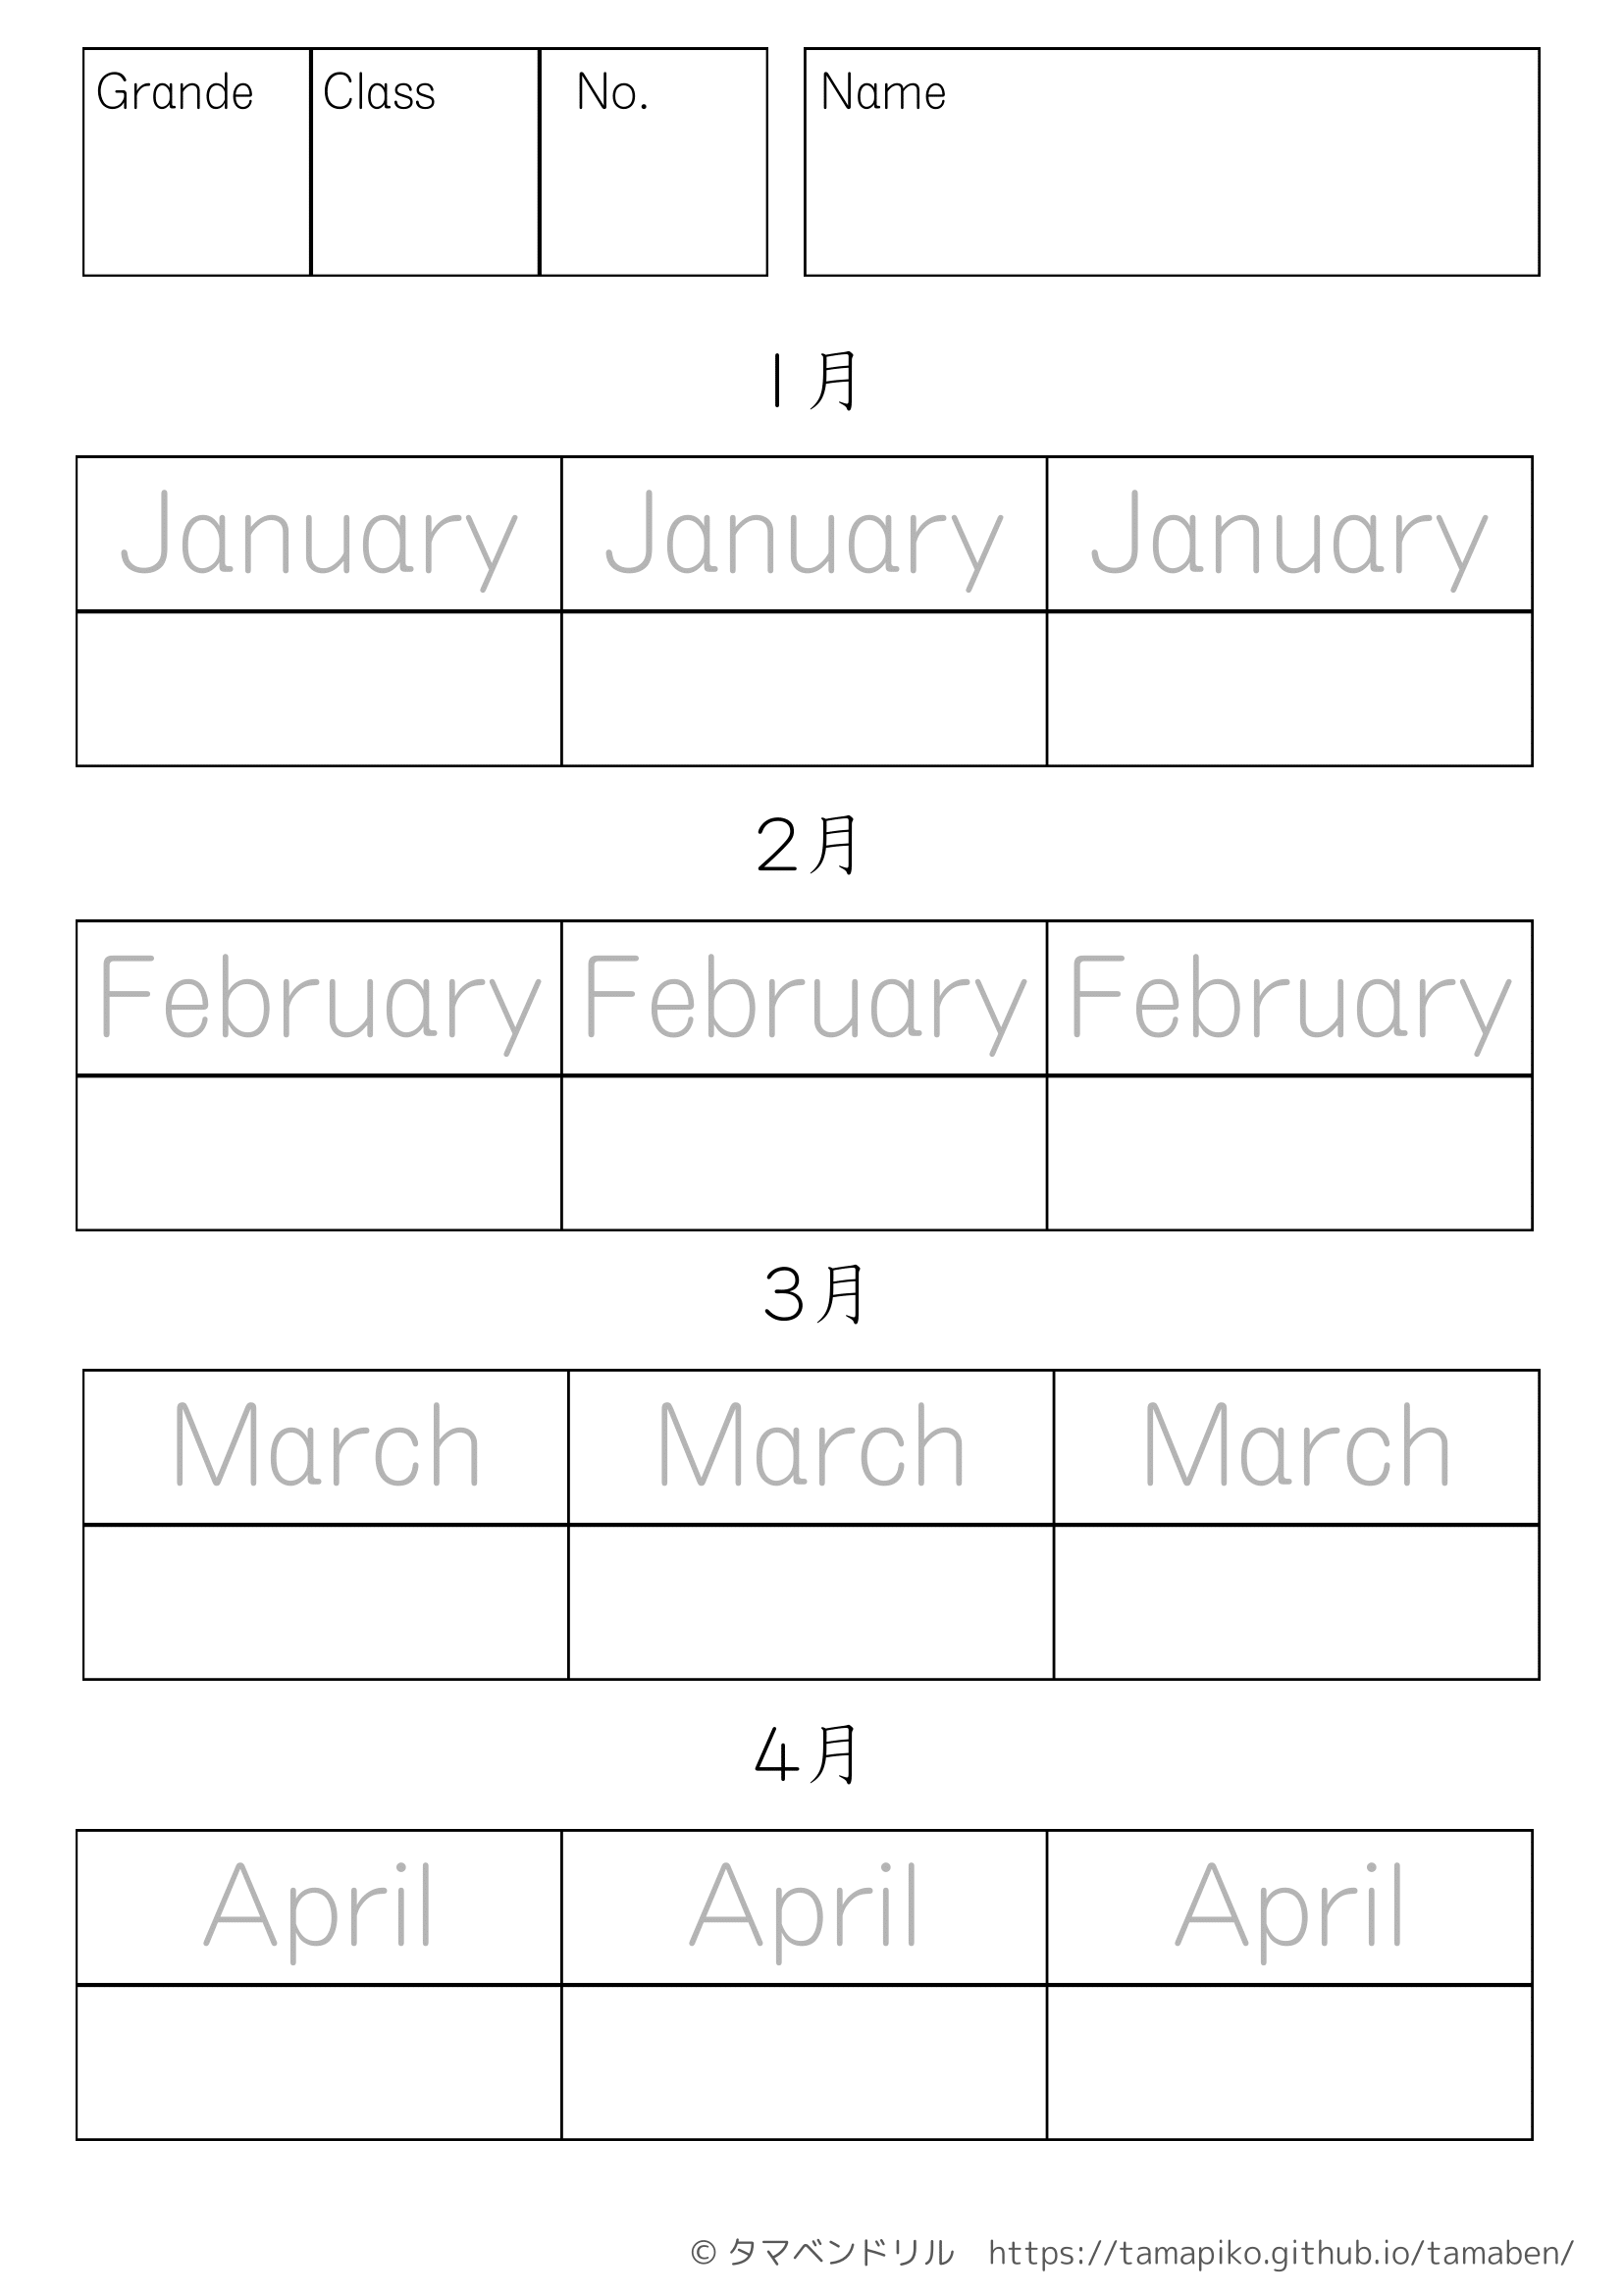 Grande Class No. Name
1月
January January January
2月
February February February
3月
March March March
4月
April April April
© タマベンドリル https://tamapiko.github.io/tamaben/